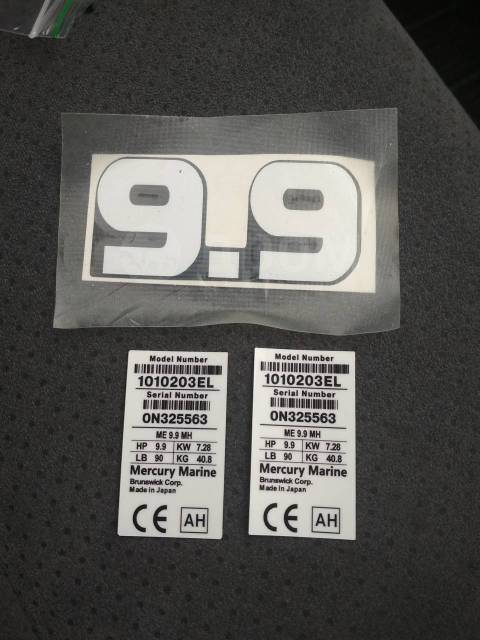 9.9
Model Number
1010203EL
Serial Number
0N325563
ME 9.9 MH
HP 9.9 KW 7.28
LB 90 KG 40.8
Mercury Marine
Brunswick Corp.
Made in Japan
CE AH
Model Number
1010203EL
Serial Number
0N325563
ME 9.9 MH
HP 9.9 KW 7.28
LB 90 KG 40.8
Mercury Marine
Brunswick Corp.
Made in Japan
CE AH